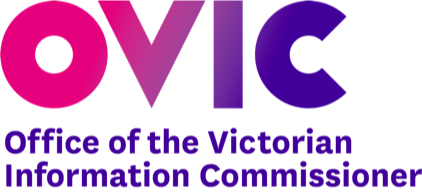 OVIC
Office of the Victorian
Information Commissioner